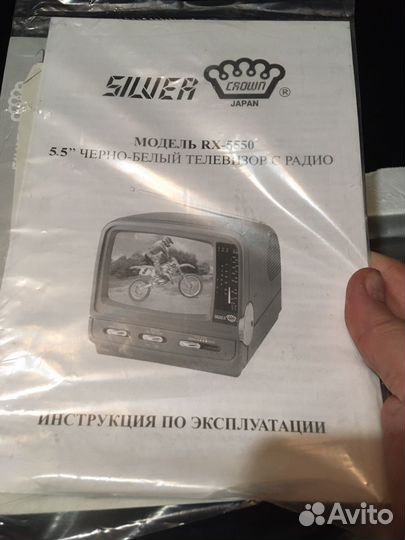 SILVER CROWN ®
JAPAN
МОДЕЛЬ RX-5550
5.5” ЧЕРНО-БЕЛЫЙ ТЕЛЕВИЗОР С РАДИО
ИНСТРУКЦИЯ ПО ЭКСПЛУАТАЦИИ
Avito